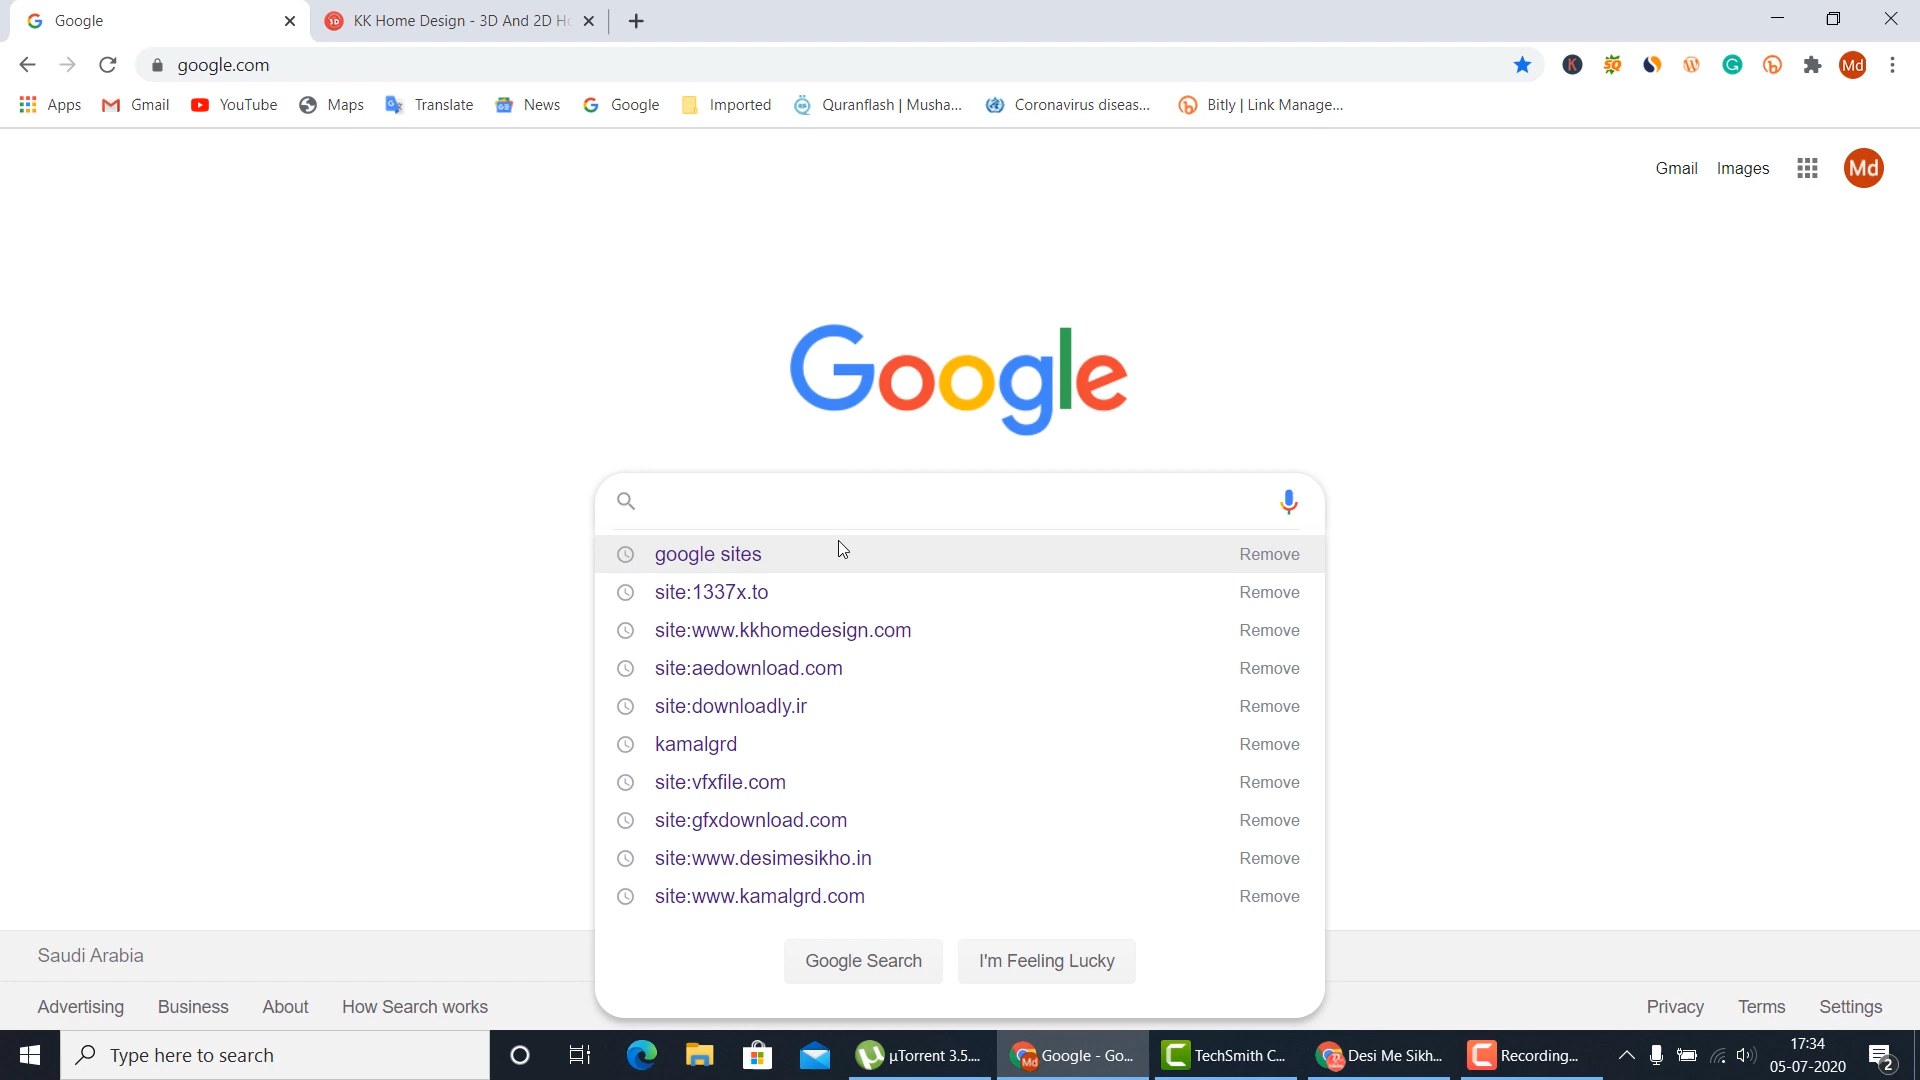 Google
KK Home Design - 3D And 2D Ho
google.com
Md
Apps Gmail YouTube Maps Translate News Google Imported Quranflash | Musha... Coronavirus diseas... Bitly | Link Manage...
Gmail Images Md
Google
google sites Remove
site:1337x.to Remove
site:www.kkhomedesign.com Remove
site:aedownload.com Remove
site:downloadly.ir Remove
kamalgrd Remove
site:vfxfile.com Remove
site:gfxdownload.com Remove
site:www.desimesikho.in Remove
site:www.kamalgrd.com Remove
Google Search I'm Feeling Lucky
Saudi Arabia
Advertising Business About How Search works Privacy Terms Settings
Type here to search µTorrent 3.5.... Google - Go... TechSmith C... Desi Me Sikh... Recording... 17:34
05-07-2020 2